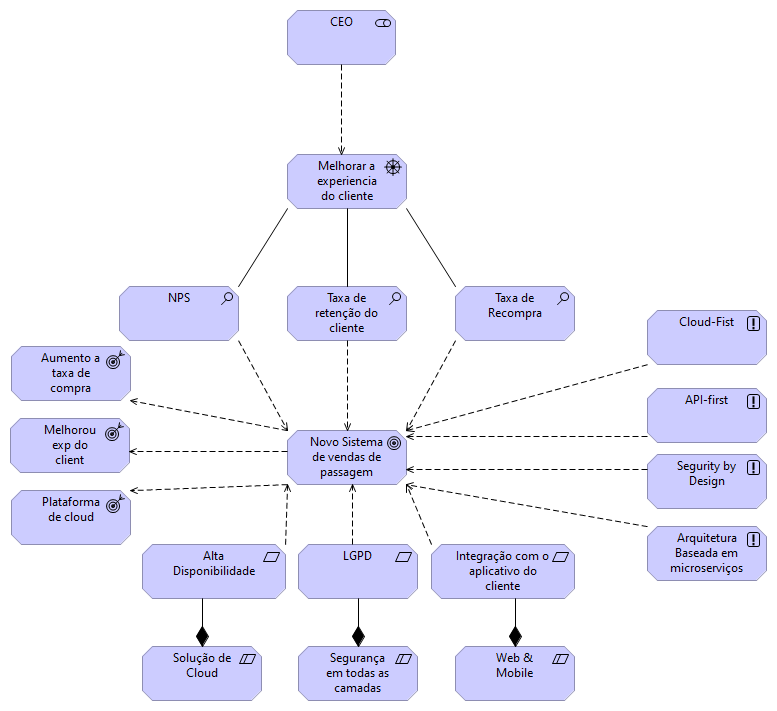 CEO
Melhorar a
experiencia
do cliente
NPS
Taxa de
retenção do
cliente
Taxa de
Recompra
Cloud-Fist
Aumento a
taxa de
compra
API-first
Melhorou
exp do
client
Novo Sistema
de vendas de
passagem
Segurity by
Design
Plataforma
de cloud
Arquitetura
Baseada em
microserviços
Alta
Disponibilidade
LGPD
Integração com o
aplicativo do
cliente
Solução de
Cloud
Segurança
em todas as
camadas
Web &
Mobile